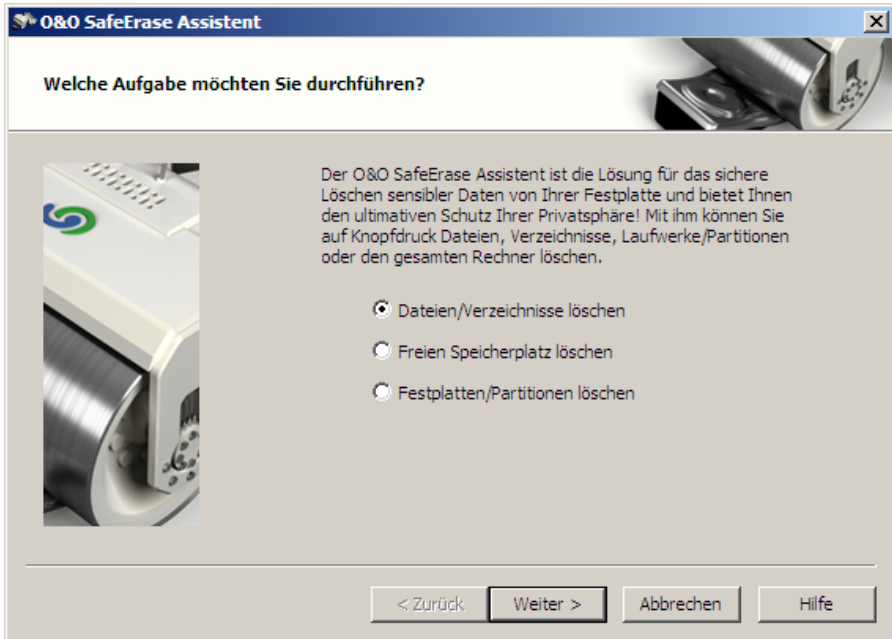 O&O SafeErase Assistent
Welche Aufgabe möchten Sie durchführen?
Der O&O SafeErase Assistent ist die Lösung für das sichere
Löschen sensibler Daten von Ihrer Festplatte und bietet Ihnen
den ultimativen Schutz Ihrer Privatsphäre! Mit ihm können Sie
auf Knopfdruck Dateien, Verzeichnisse, Laufwerke/Partitionen
oder den gesamten Rechner löschen.
Dateien/Verzeichnisse löschen
Freien Speicherplatz löschen
Festplatten/Partitionen löschen
< Zurück
Weiter >
Abbrechen
Hilfe